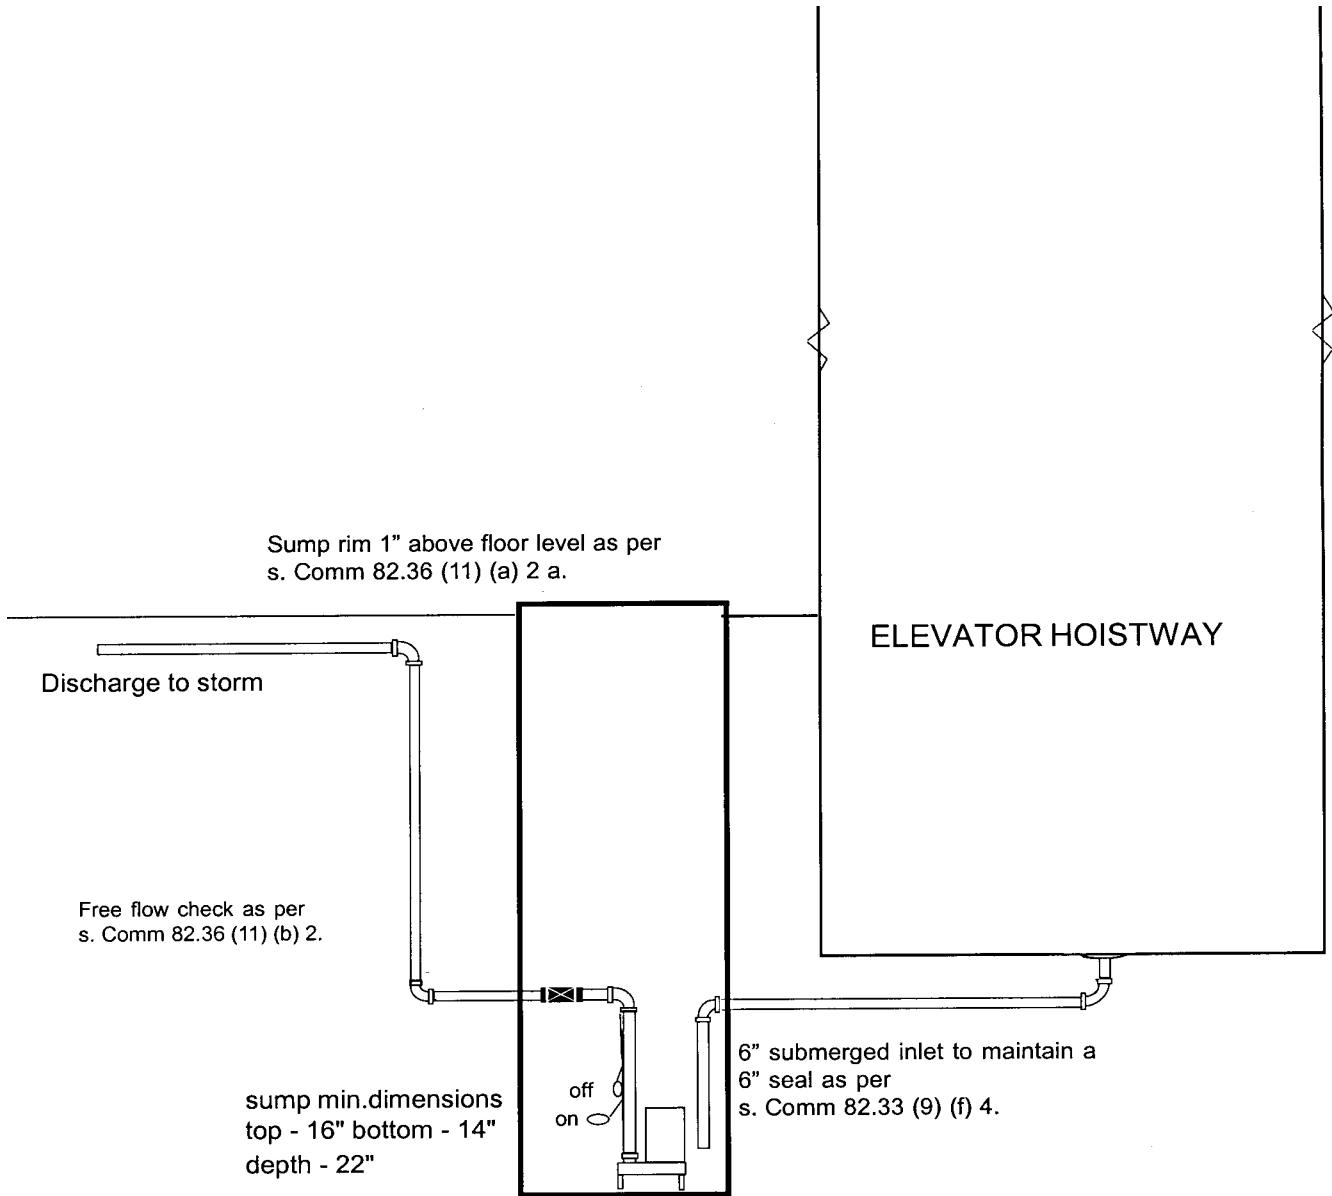 Sump rim 1" above floor level as per
s. Comm 82.36 (11) (a) 2 a.
ELEVATOR HOISTWAY
Discharge to storm
Free flow check as per
s. Comm 82.36 (11) (b) 2.
6" submerged inlet to maintain a
6" seal as per
s. Comm 82.33 (9) (f) 4.
off
on
sump min.dimensions
top - 16" bottom - 14"
depth - 22"